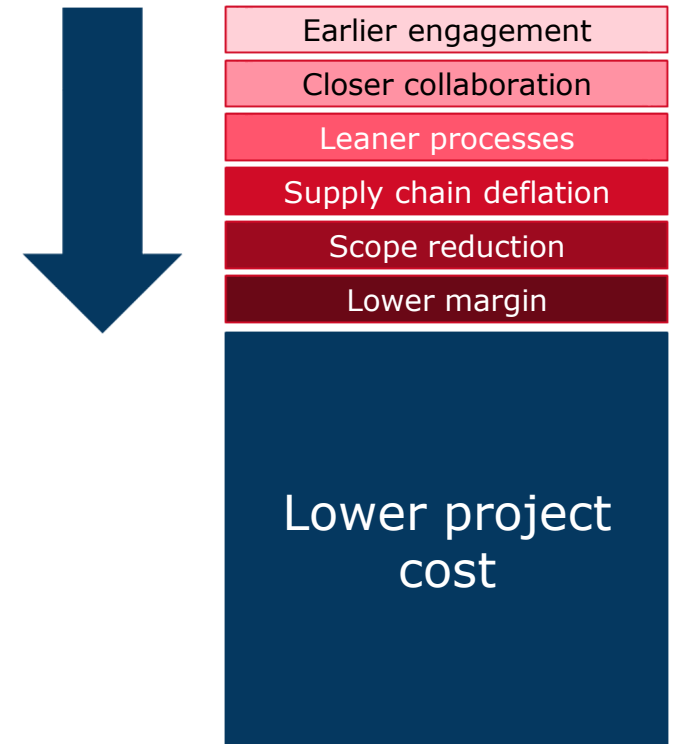 Earlier engagement
Closer collaboration
Leaner processes
Supply chain deflation
Scope reduction
Lower margin
Lower project
cost